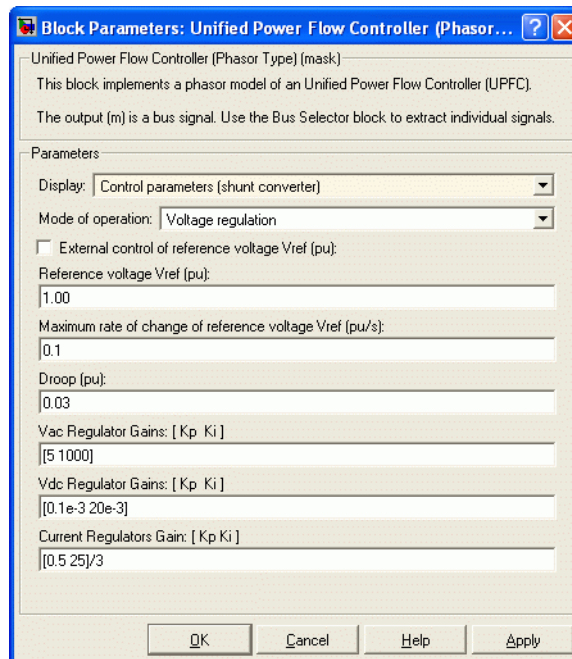 Block Parameters: Unified Power Flow Controller (Phasor...
Unified Power Flow Controller (Phasor Type) (mask)
This block implements a phasor model of an Unified Power Flow Controller (UPFC).
The output (m) is a bus signal. Use the Bus Selector block to extract individual signals.
Parameters
Display: Control parameters (shunt converter)
Mode of operation: Voltage regulation
External control of reference voltage Vref (pu):
Reference voltage Vref (pu):
1.00
Maximum rate of change of reference voltage Vref (pu/s):
0.1
Droop (pu):
0.03
Vac Regulator Gains: [ Kp Ki ]
[5 1000]
Vdc Regulator Gains: [ Kp Ki ]
[0.1e-3 20e-3]
Current Regulators Gain: [ Kp Ki ]
[0.5 25]/3
OK Cancel Help Apply